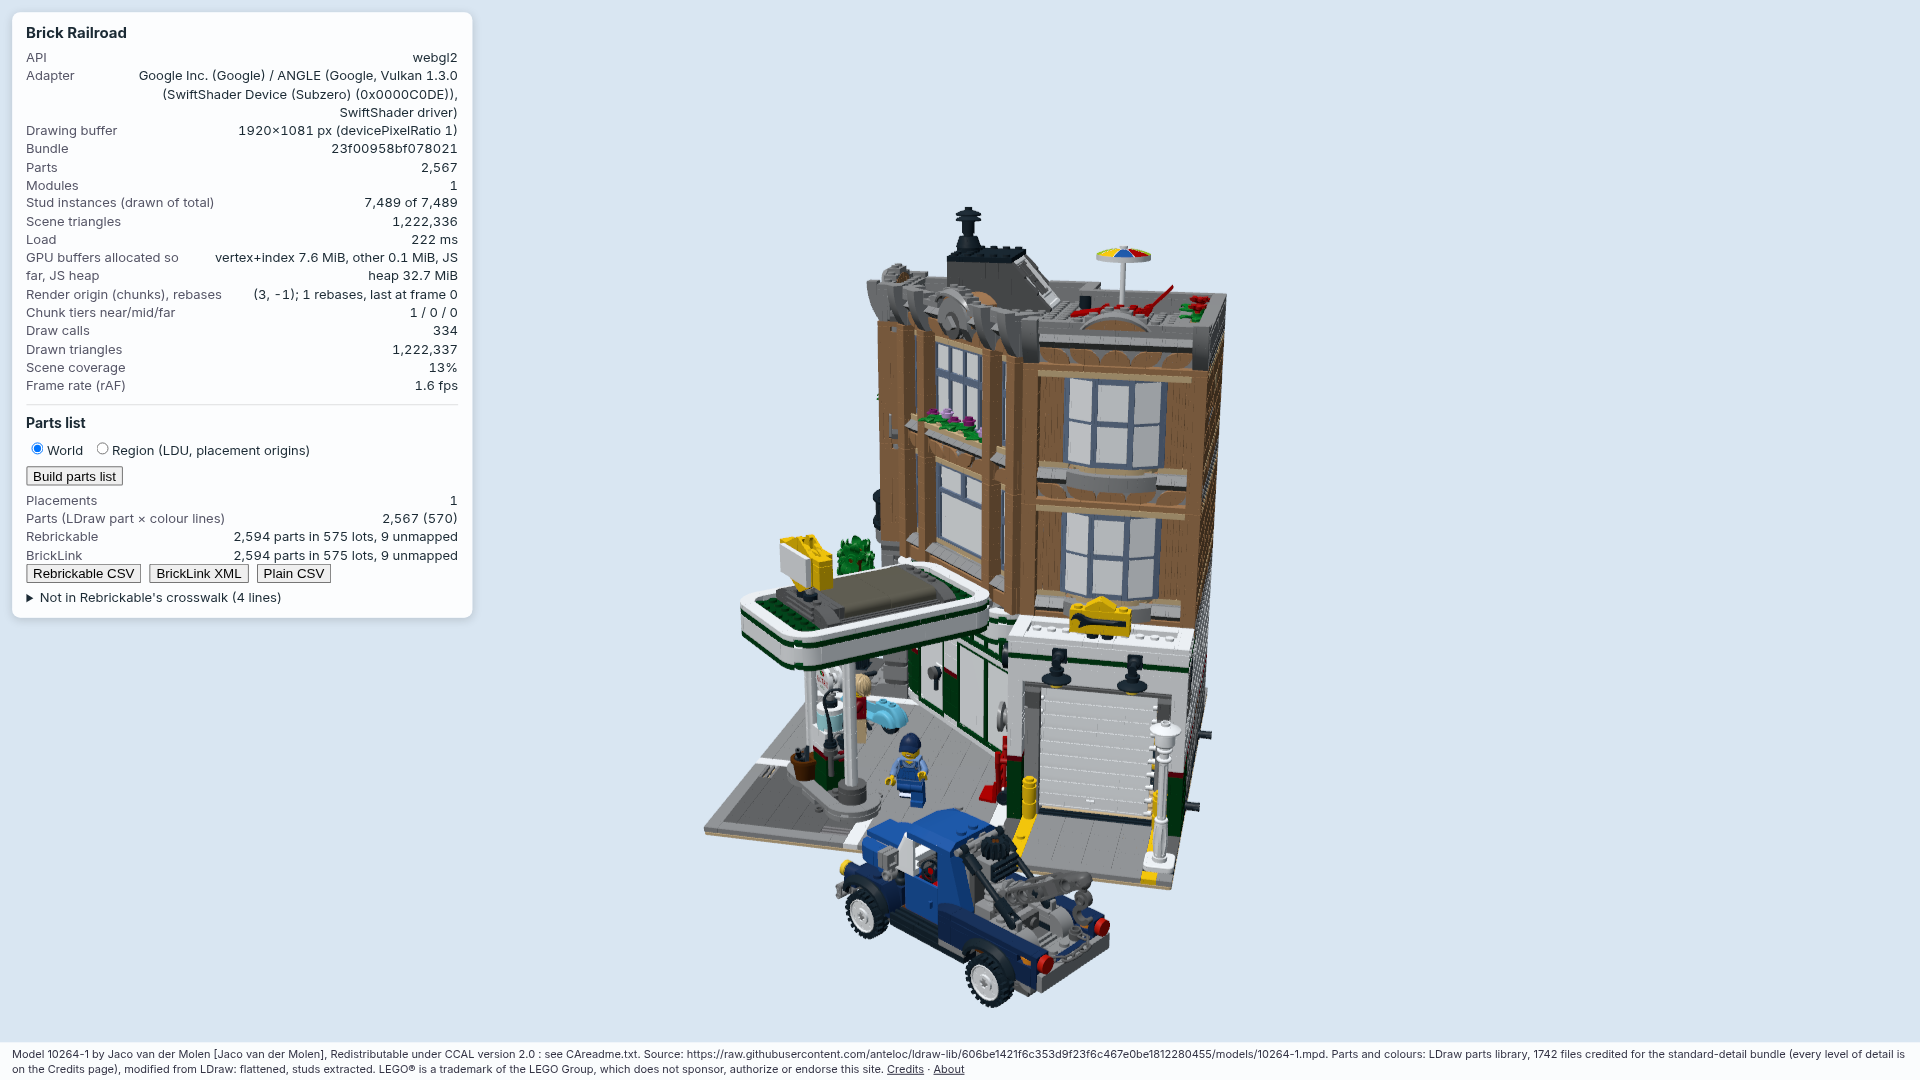 Brick Railroad
API webgl2
Adapter Google Inc. (Google) / ANGLE (Google, Vulkan 1.3.0
(SwiftShader Device (Subzero) (0x0000C0DE)),
SwiftShader driver)
Drawing buffer 1920×1081 px (devicePixelRatio 1)
Bundle 23f00958bf078021
Parts 2,567
Modules 1
Stud instances (drawn of total) 7,489 of 7,489
Scene triangles 1,222,336
Load 222 ms
GPU buffers allocated so vertex+index 7.6 MiB, other 0.1 MiB, JS
far, JS heap heap 32.7 MiB
Render origin (chunks), rebases (3, -1); 1 rebases, last at frame 0
Chunk tiers near/mid/far 1 / 0 / 0
Draw calls 334
Drawn triangles 1,222,337
Scene coverage 13%
Frame rate (rAF) 1.6 fps
Parts list
World Region (LDU, placement origins)
Build parts list
Placements 1
Parts (LDraw part × colour lines) 2,567 (570)
Rebrickable 2,594 parts in 575 lots, 9 unmapped
BrickLink 2,594 parts in 575 lots, 9 unmapped
Rebrickable CSV BrickLink XML Plain CSV
▶ Not in Rebrickable's crosswalk (4 lines)
Model 10264-1 by Jaco van der Molen [Jaco van der Molen], Redistributable under CCAL version 2.0 : see CAreadme.txt. Source: https://raw.githubusercontent.com/anteloc/ldraw-lib/606be1421f6c353d9f23f6c467e0be1812280455/models/10264-1.mpd. Parts and colours: LDraw parts library, 1742 files credited for the standard-detail bundle (every level of detail is
on the Credits page), modified from LDraw: flattened, studs extracted. LEGO® is a trademark of the LEGO Group, which does not sponsor, authorize or endorse this site. Credits · About